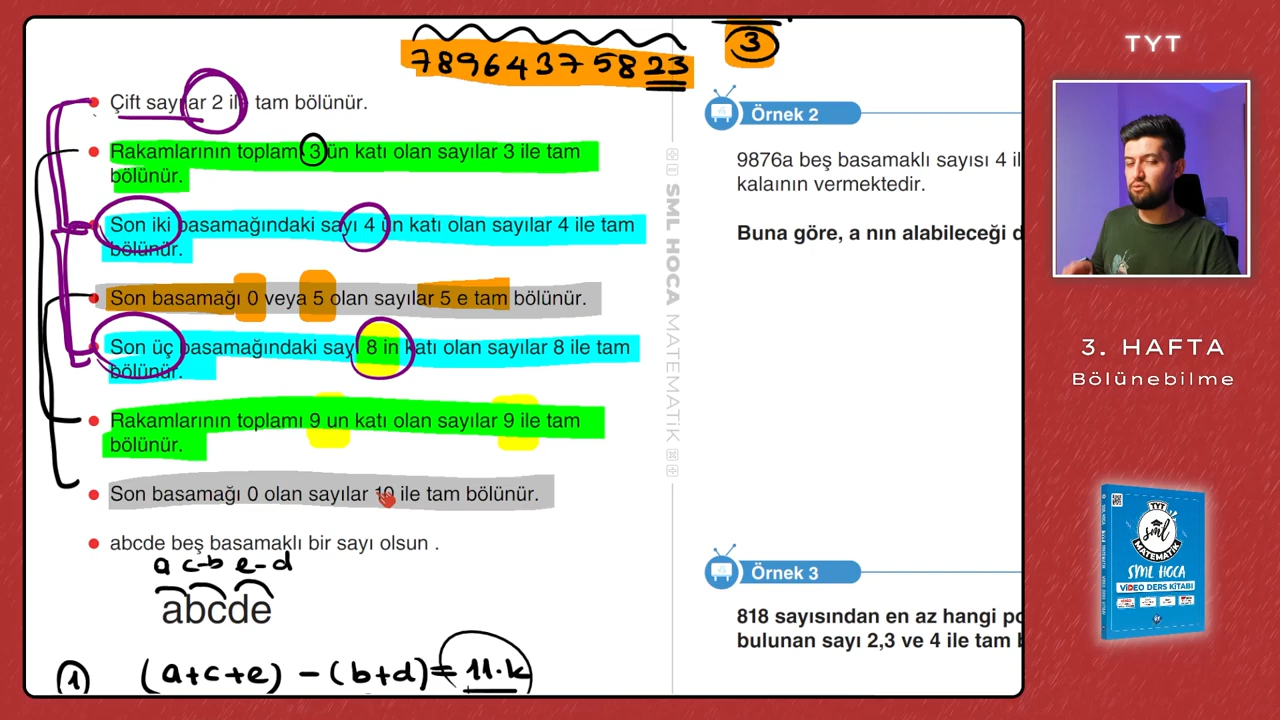 78964375823
• Çift sayılar 2 ile tam bölünür.
• Rakamlarının toplamı 3 ün katı olan sayılar 3 ile tam
bölünür.
• Son iki basamağındaki sayı 4 ün katı olan sayılar 4 ile tam
bölünür.
• Son basamağı 0 veya 5 olan sayılar 5 e tam bölünür.
• Son üç basamağındaki sayı 8 in katı olan sayılar 8 ile tam
bölünür.
• Rakamlarının toplamı 9 un katı olan sayılar 9 ile tam
bölünür.
• Son basamağı 0 olan sayılar 10 ile tam bölünür.
• abcde beş basamaklı bir sayı olsun .
a c-b e-d
abcde
1 (a+c+e) - (b+d) = 11.k
SML HOCA MATEMATİK
3
Örnek 2
9876a beş basamaklı sayısı 4 il
kalaının vermektedir.
Buna göre, a nın alabileceği d
Örnek 3
818 sayısından en az hangi po
bulunan sayı 2,3 ve 4 ile tam b
TYT
3. HAFTA
Bölünebilme
TYT
sml
MATEMATİK
SML HOCA
VİDEO DERS KİTABI